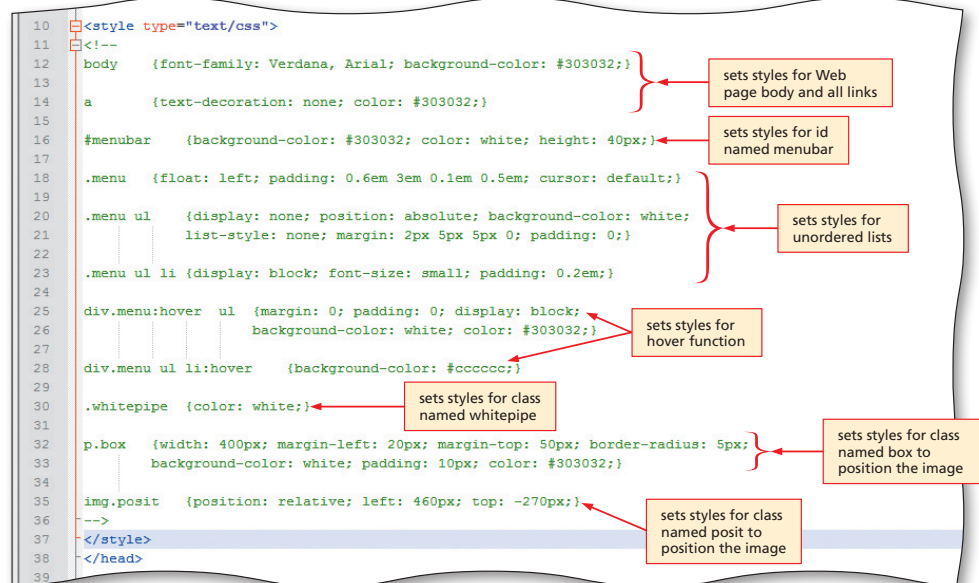 10 <style type="text/css">
11 <!--
12 body {font-family: Verdana, Arial; background-color: #303032;}
13
14 a {text-decoration: none; color: #303032;}
15
16 #menubar {background-color: #303032; color: white; height: 40px;}
17
18 .menu {float: left; padding: 0.6em 3em 0.1em 0.5em; cursor: default;}
19
20 .menu ul {display: none; position: absolute; background-color: white;
21 list-style: none; margin: 2px 5px 5px 0; padding: 0;}
22
23 .menu ul li {display: block; font-size: small; padding: 0.2em;}
24
25 div.menu:hover ul {margin: 0; padding: 0; display: block;
26 background-color: white; color: #303032;}
27
28 div.menu ul li:hover {background-color: #cccccc;}
29
30 .whitepipe {color: white;}
31
32 p.box {width: 400px; margin-left: 20px; margin-top: 50px; border-radius: 5px;
33 background-color: white; padding: 10px; color: #303032;}
34
35 img.posit {position: relative; left: 460px; top: -270px;}
36 -->
37 </style>
38 </head>
39
sets styles for Web
page body and all links
sets styles for id
named menubar
sets styles for
unordered lists
sets styles for
hover function
sets styles for class
named whitepipe
sets styles for class
named box to
position the image
sets styles for class
named posit to
position the image